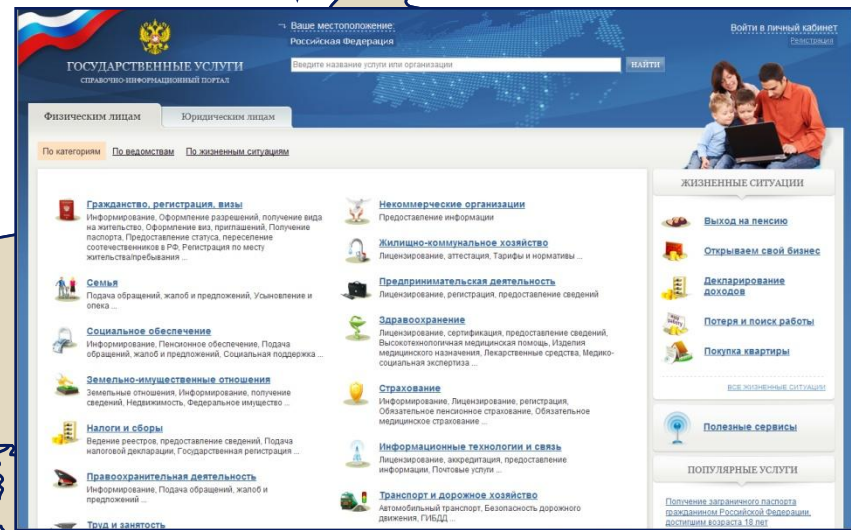 Ваше местоположение:
Российская Федерация
Войти в личный кабинет
Регистрация
ГОСУДАРСТВЕННЫЕ УСЛУГИ
СПРАВОЧНО-ИНФОРМАЦИОННЫЙ ПОРТАЛ
Введите название услуги или организации
НАЙТИ
Физическим лицам
Юридическим лицам
По категориям По ведомствам По жизненным ситуациям
Гражданство, регистрация, визы
Информирование, Оформление разрешений, получение вида
на жительство, Оформление виз, приглашений, Получение
паспорта, Предоставление статуса, переселение
соотечественников в РФ, Регистрация по месту
жительства/пребывания ...
Семья
Подача обращений, жалоб и предложений, Усыновление и
опека ...
Социальное обеспечение
Информирование, Пенсионное обеспечение, Подача
обращений, жалоб и предложений, Социальная поддержка ...
Земельно-имущественные отношения
Земельные отношения, Информирование, получение
сведений, Недвижимость, Федеральное имущество ...
Налоги и сборы
Ведение реестров, предоставление сведений, Подача
налоговой декларации, Государственная регистрация ...
Правоохранительная деятельность
Информирование, Подача обращений, жалоб и
предложений ...
Труд и занятость
Некоммерческие организации
Предоставление информации
Жилищно-коммунальное хозяйство
Лицензирование, аттестация, Тарифы и нормативы ...
Предпринимательская деятельность
Лицензирование, регистрация, предоставление сведений
Здравоохранение
Лицензирование, сертификация, предоставление сведений,
Высокотехнологичная медицинская помощь, Изделия
медицинского назначения, Лекарственные средства, Медико-
социальная экспертиза ...
Страхование
Информирование, Лицензирование, регистрация,
Обязательное пенсионное страхование, Обязательное
медицинское страхование ...
Информационные технологии и связь
Лицензирование, аккредитация, предоставление
информации, Почтовые услуги ...
Транспорт и дорожное хозяйство
Автомобильный транспорт, Безопасность дорожного
движения, ГИБДД ...
ЖИЗНЕННЫЕ СИТУАЦИИ
Выход на пенсию
Открываем свой бизнес
Декларирование
доходов
Потеря и поиск работы
Покупка квартиры
ВСЕ ЖИЗНЕННЫЕ СИТУАЦИИ
Полезные сервисы
ПОПУЛЯРНЫЕ УСЛУГИ
Получение заграничного паспорта
гражданином Российской Федерации,
достигшим возраста 18 лет